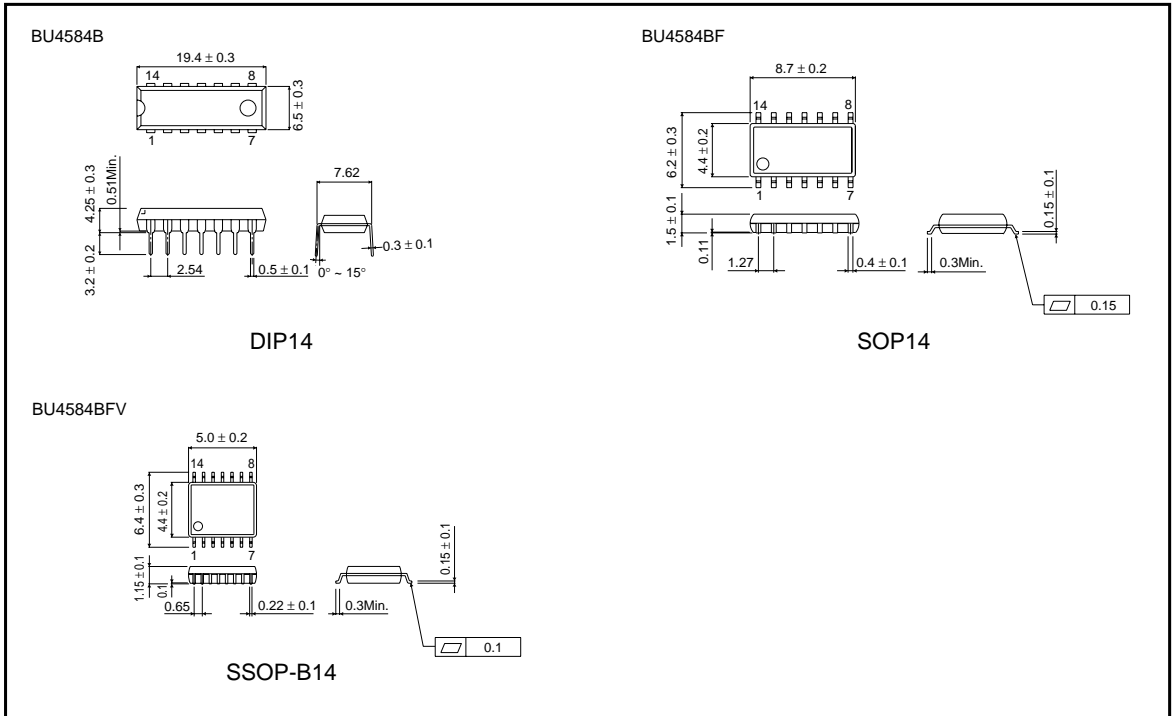 BU4584B
19.4 ± 0.3
14
8
6.5 ± 0.3
1
7
4.25 ± 0.3
0.51Min.
3.2 ± 0.2
2.54
0.5 ± 0.1
7.62
0.3 ± 0.1
0° ~ 15°
DIP14
BU4584BF
8.7 ± 0.2
14
8
6.2 ± 0.3
4.4 ± 0.2
1
7
1.5 ± 0.1
0.11
1.27
0.4 ± 0.1
0.3Min.
0.15 ± 0.1
0.15
SOP14
BU4584BFV
5.0 ± 0.2
14
8
6.4 ± 0.3
4.4 ± 0.2
1
7
1.15 ± 0.1
0.1
0.65
0.22 ± 0.1
0.3Min.
0.15 ± 0.1
0.1
SSOP-B14